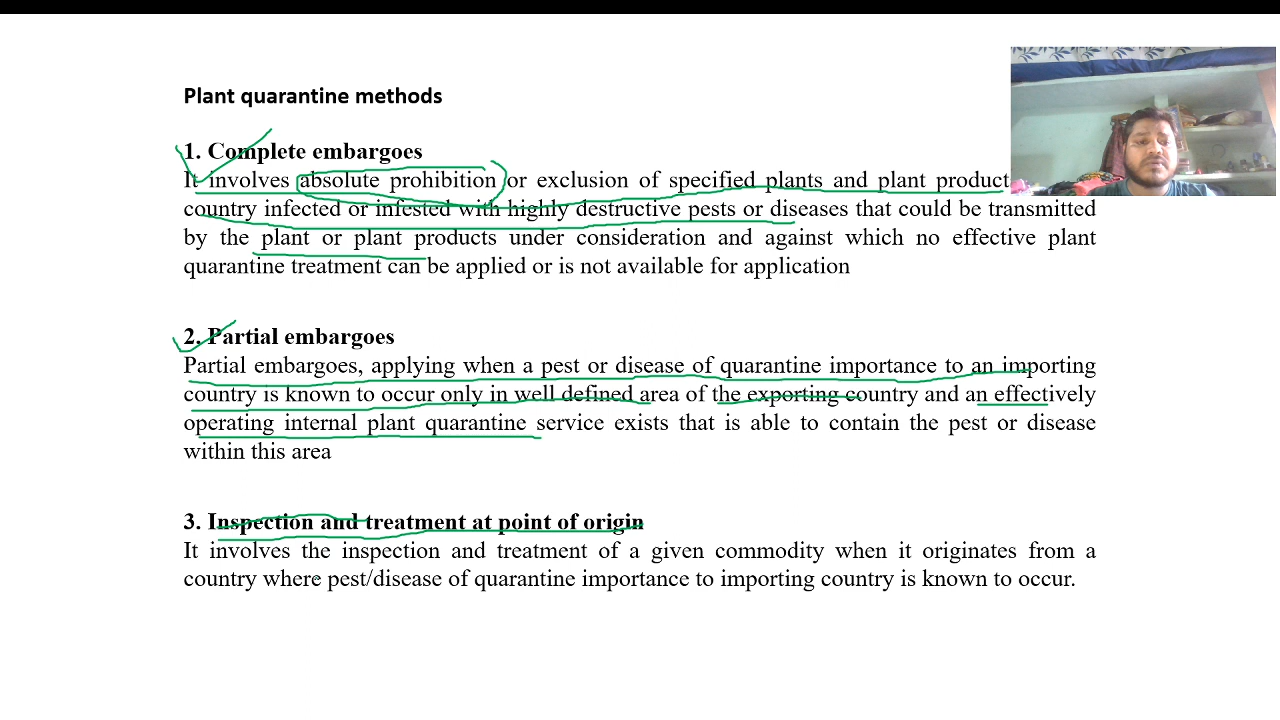 Plant quarantine methods
1. Complete embargoes
It involves absolute prohibition or exclusion of specified plants and plant product
country infected or infested with highly destructive pests or diseases that could be transmitted
by the plant or plant products under consideration and against which no effective plant
quarantine treatment can be applied or is not available for application
2. Partial embargoes
Partial embargoes, applying when a pest or disease of quarantine importance to an importing
country is known to occur only in well defined area of the exporting country and an effectively
operating internal plant quarantine service exists that is able to contain the pest or disease
within this area
3. Inspection and treatment at point of origin
It involves the inspection and treatment of a given commodity when it originates from a
country where pest/disease of quarantine importance to importing country is known to occur.